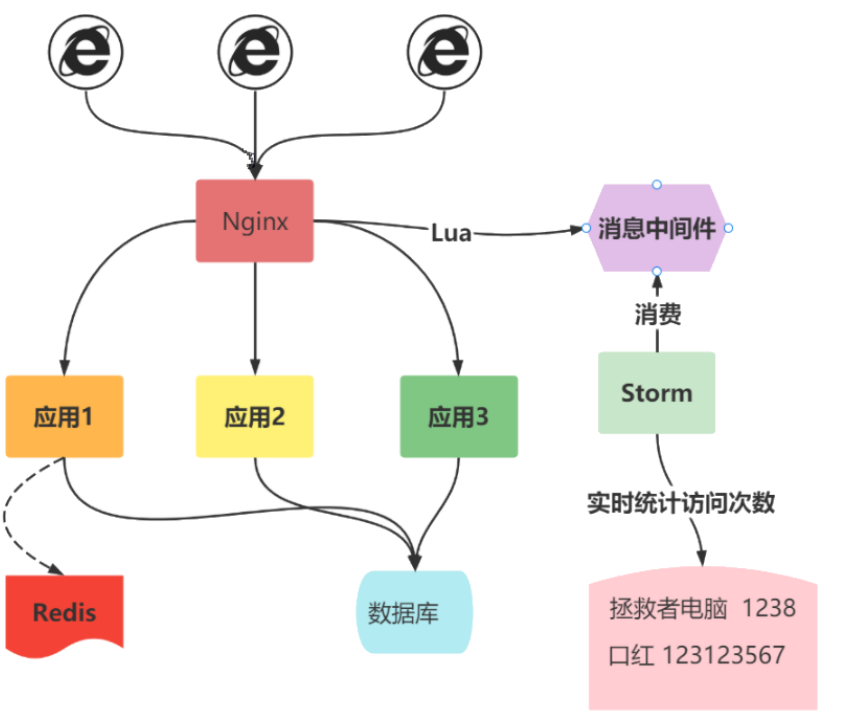 Nginx
Lua
消息中间件
消费
应用1
应用2
应用3
Storm
实时统计访问次数
Redis
数据库
拯救者电脑 1238
口红 123123567